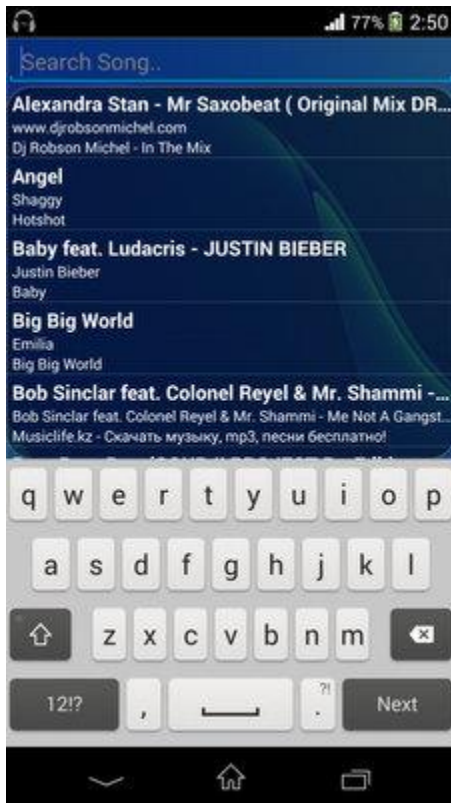 77% 2:50
Search Song..
Alexandra Stan - Mr Saxobeat ( Original Mix DR...
www.djrobsonmichel.com
Dj Robson Michel - In The Mix
Angel
Shaggy
Hotshot
Baby feat. Ludacris - JUSTIN BIEBER
Justin Bieber
Baby
Big Big World
Emilia
Big Big World
Bob Sinclar feat. Colonel Reyel & Mr. Shammi -...
Bob Sinclar feat. Colonel Reyel & Mr. Shammi - Me Not A Gangst...
Musiclife.kz - Скачать музыку, mp3, песни бесплатно!
q w e r t y u i o p
a s d f g h j k l
z x c v b n m
12!? , ?! . Next